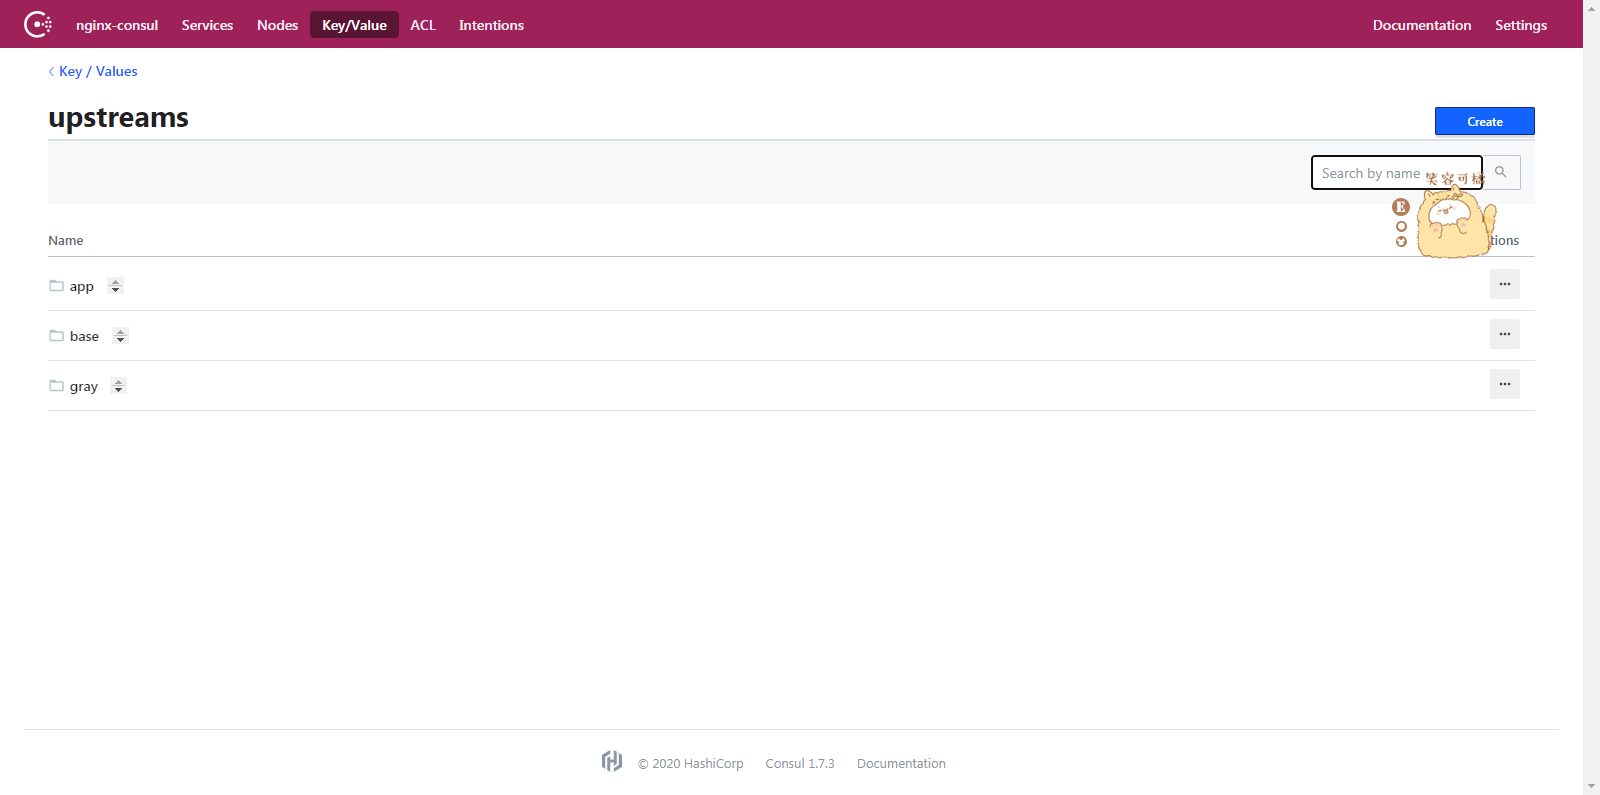 nginx-consul Services Nodes Key/Value ACL Intentions Documentation Settings
Key / Values
upstreams
Create
Search by name
笑容可掬
E
Name
app
base
gray
© 2020 HashiCorp Consul 1.7.3 Documentation